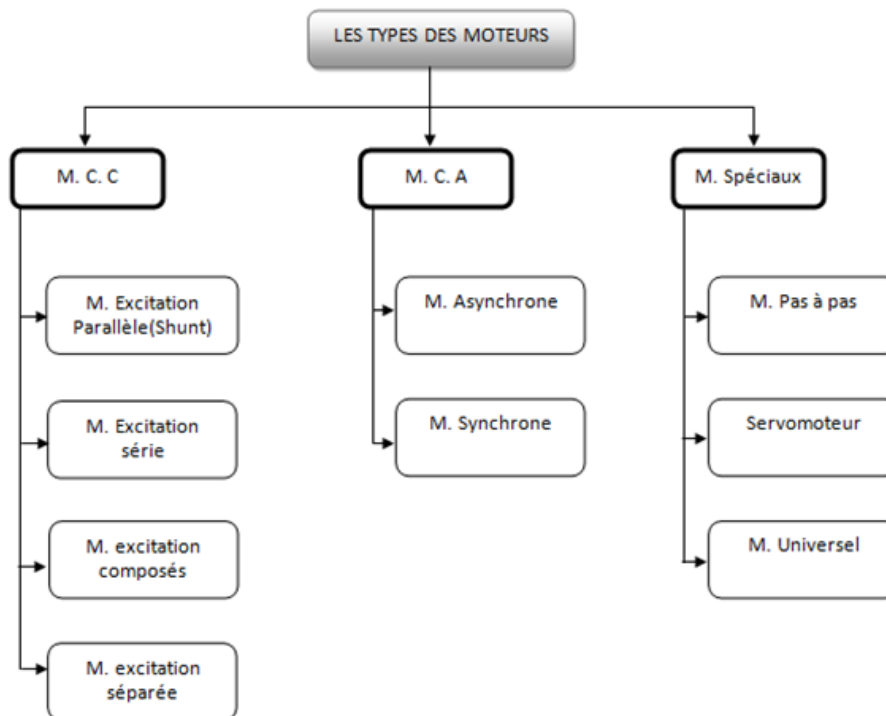 LES TYPES DES MOTEURS
M. C. C
M. C. A
M. Spéciaux
M. Excitation
Parallèle(Shunt)
M. Excitation
série
M. excitation
composés
M. excitation
séparée
M. Asynchrone
M. Synchrone
M. Pas à pas
Servomoteur
M. Universel